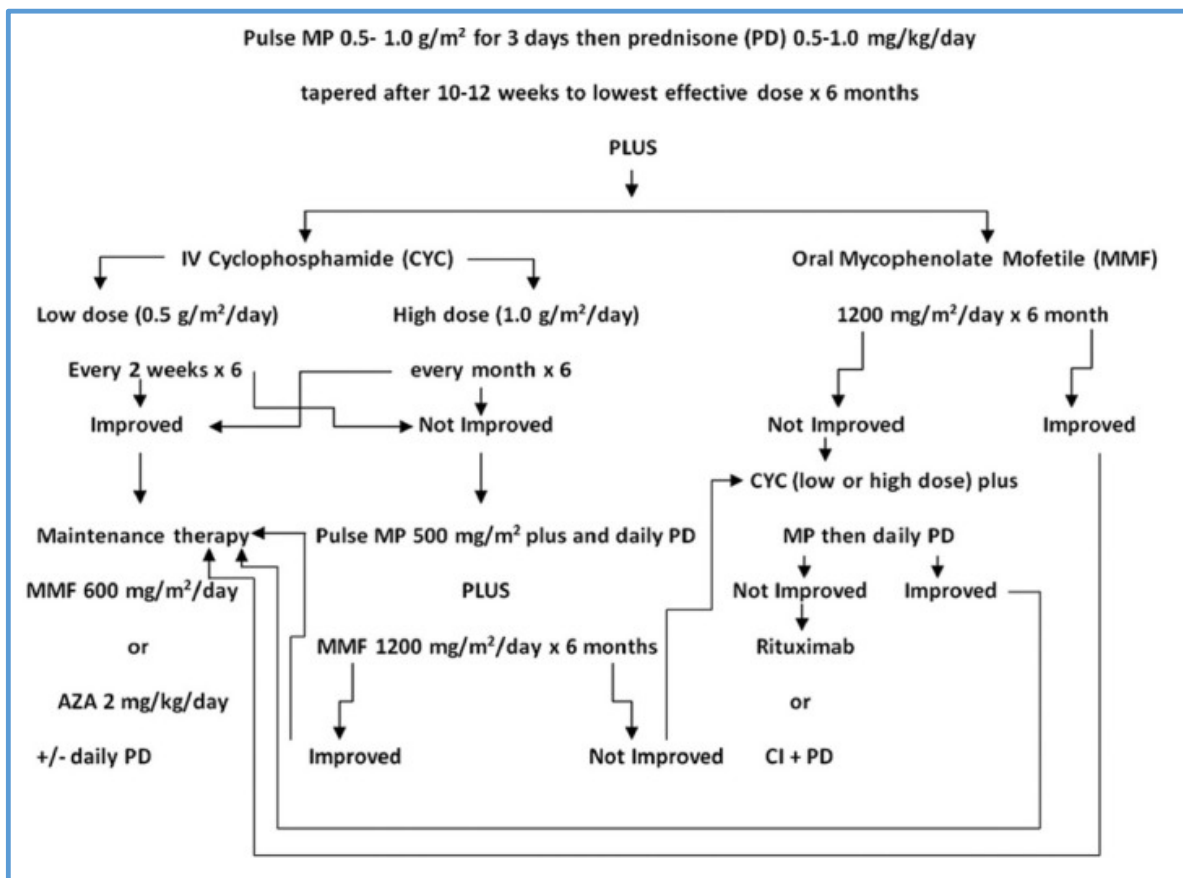 Pulse MP 0.5- 1.0 g/m² for 3 days then prednisone (PD) 0.5-1.0 mg/kg/day
tapered after 10-12 weeks to lowest effective dose x 6 months
PLUS
IV Cyclophosphamide (CYC)
Oral Mycophenolate Mofetile (MMF)
Low dose (0.5 g/m²/day)
High dose (1.0 g/m²/day)
1200 mg/m²/day x 6 month
Every 2 weeks x 6
every month x 6
Improved
Not Improved
Not Improved
Improved
CYC (low or high dose) plus
Maintenance therapy
Pulse MP 500 mg/m² plus and daily PD
MP then daily PD
MMF 600 mg/m²/day
PLUS
Not Improved
Improved
or
MMF 1200 mg/m²/day x 6 months
Rituximab
AZA 2 mg/kg/day
or
+/- daily PD
Improved
Not Improved
CI + PD